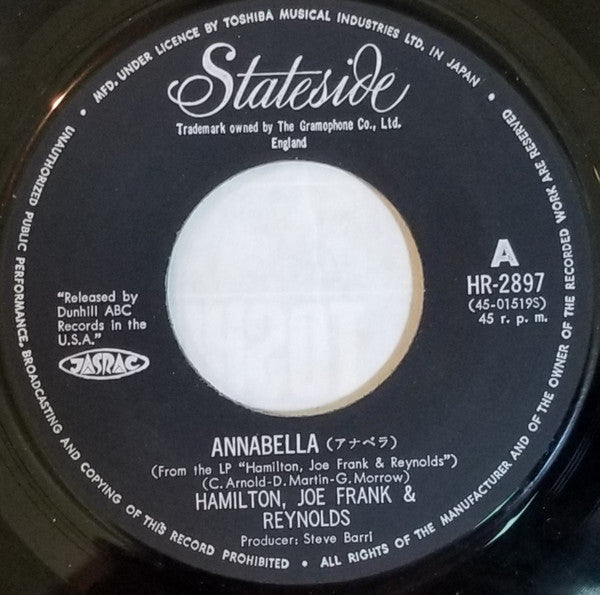 • MFD. UNDER LICENCE BY TOSHIBA MUSICAL INDUSTRIES LTD. IN JAPAN •
Stateside
Trademark owned by The Gramophone Co., Ltd.
England
A
HR-2897
(45-01519S)
45 r. p. m.
"Released by
Dunhill ABC
Records in the
U.S.A."
JASRAC
ANNABELLA (アナベラ)
(From the LP "Hamilton, Joe Frank & Reynolds")
(C. Arnold-D. Martin-G. Morrow)
HAMILTON, JOE FRANK &
REYNOLDS
Producer: Steve Barri
UNAUTHORIZED PUBLIC PERFORMANCE, BROADCASTING AND COPYING OF THIS RECORD PROHIBITED • ALL RIGHTS OF THE MANUFACTURER AND OF THE OWNER OF THE RECORDED WORK ARE RESERVED